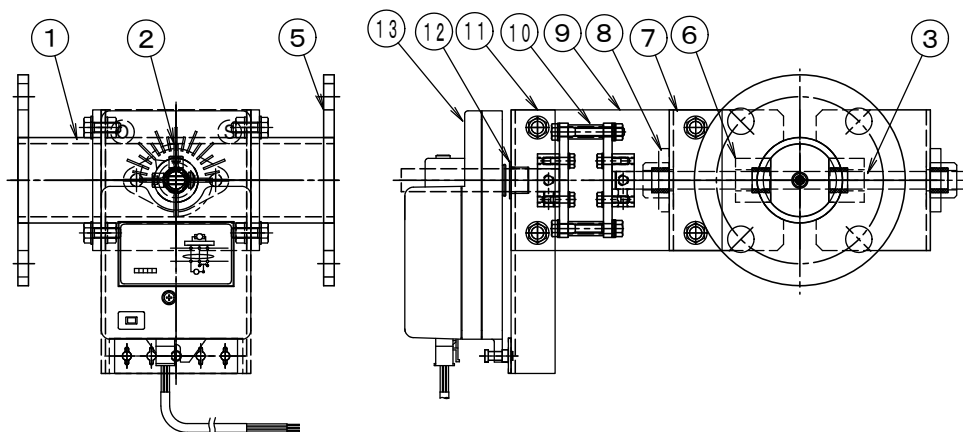 ① ② ⑤ ⑬ ⑫ ⑪ ⑩ ⑨ ⑧ ⑦ ⑥ ③